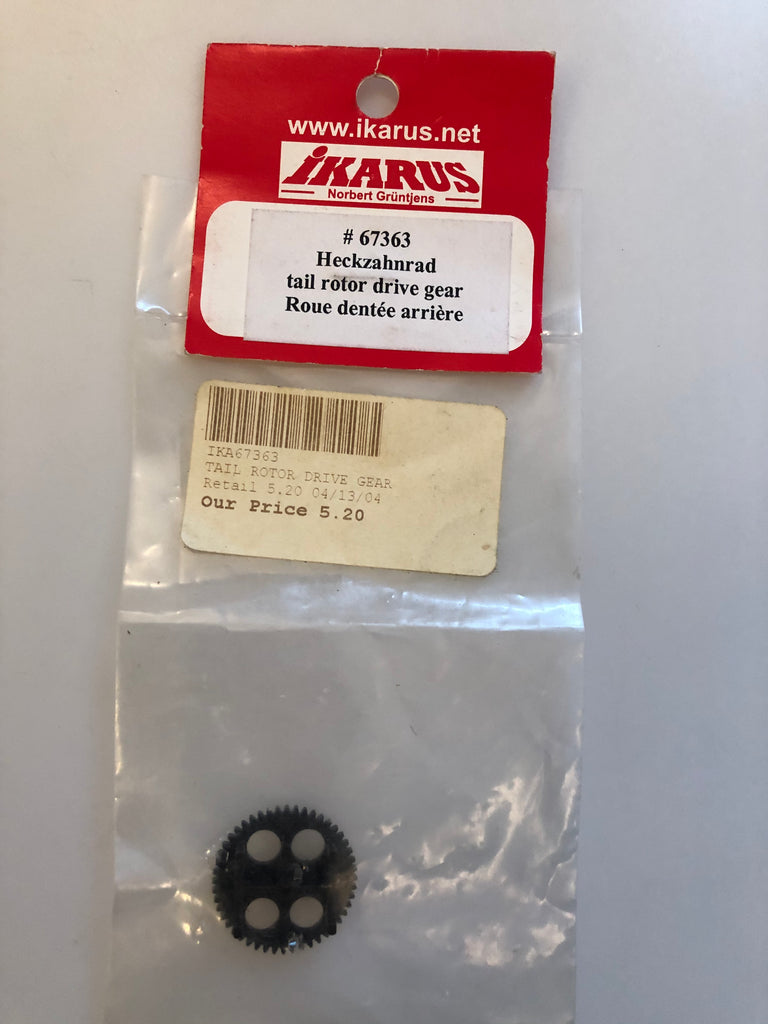 www.ikarus.net
iKARUS
Norbert Grüntjens
# 67363
Heckzahnrad
tail rotor drive gear
Roue dentée arrière
IKA67363
TAIL ROTOR DRIVE GEAR
Retail 5.20 04/13/04
Our Price 5.20